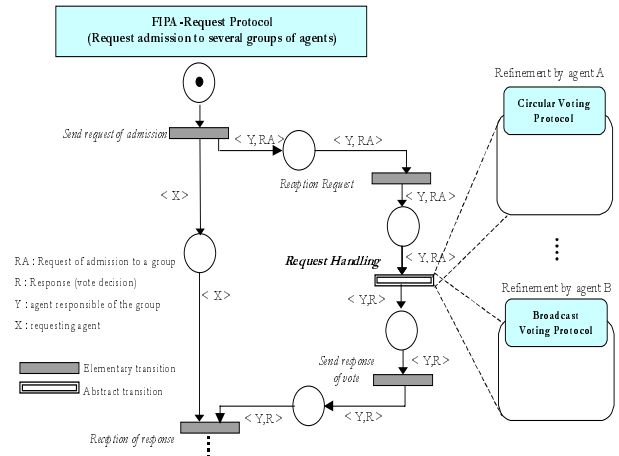 FIPA-Request Protocol
(Request admission to several groups of agents)
Refinement by agent A
Circular Voting
Protocol
Send request of admission
< Y, RA >
< Y, RA >
Reception Request
< X >
< Y, RA >
Request Handling
< Y, RA >
RA : Request of admission to a group
R : Response (vote decision)
Y : agent responsible of the group
X : requesting agent
< X >
< Y,R >
Refinement by agent B
Broadcast
Voting Protocol
Send response
of vote
< Y,R >
Elementary transition
Abstract transition
< Y,R >
< Y,R >
Reception of response